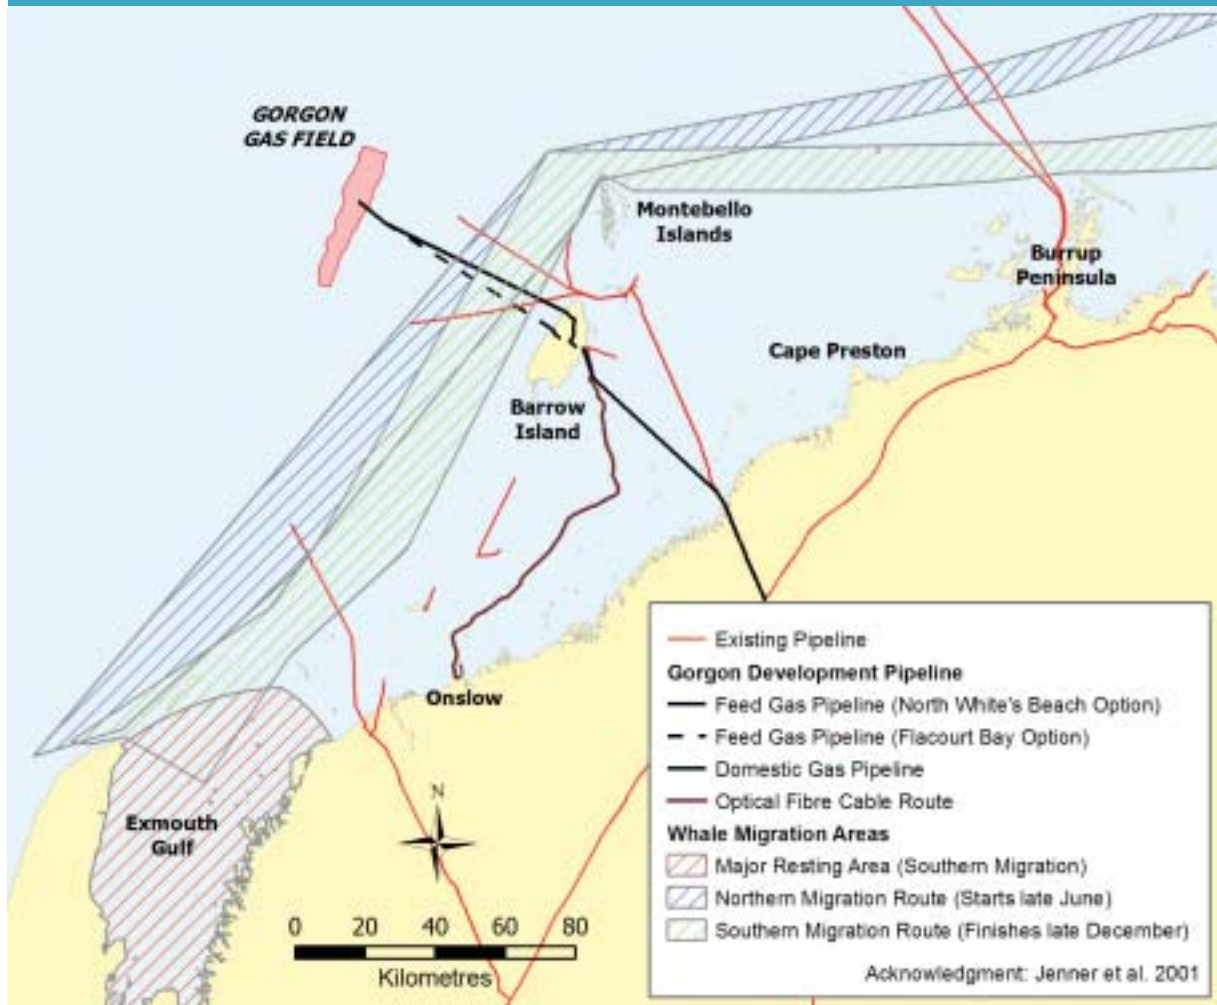 GORGON
GAS FIELD
Montebello
Islands
Burrup
Peninsula
Cape Preston
Barrow
Island
Onslow
Exmouth
Gulf
N
0 20 40 60 80
Kilometres
Existing Pipeline
Gorgon Development Pipeline
Feed Gas Pipeline (North White's Beach Option)
Feed Gas Pipeline (Flacourt Bay Option)
Domestic Gas Pipeline
Optical Fibre Cable Route
Whale Migration Areas
Major Resting Area (Southern Migration)
Northern Migration Route (Starts late June)
Southern Migration Route (Finishes late December)
Acknowledgment: Jenner et al. 2001